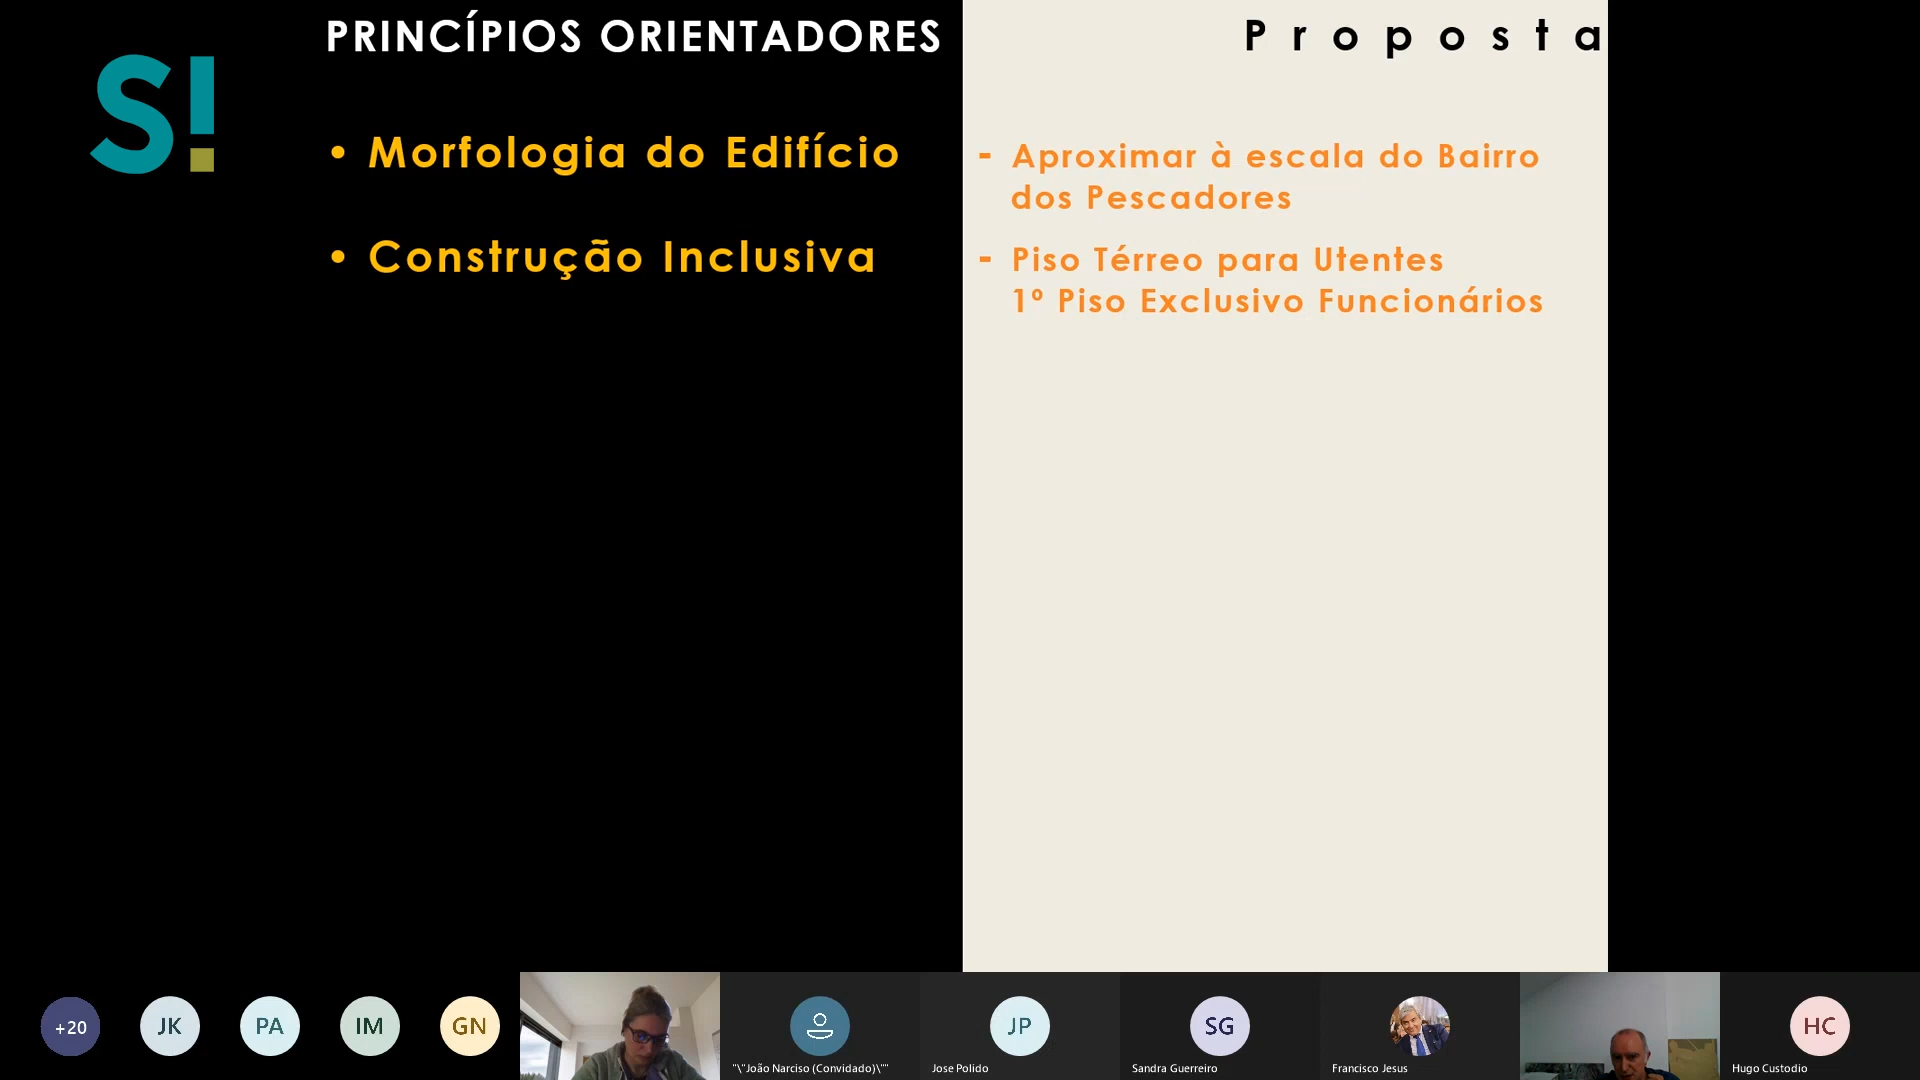 S!
PRINCÍPIOS ORIENTADORES
Proposta
• Morfologia do Edifício
- Aproximar à escala do Bairro
dos Pescadores
• Construção Inclusiva
- Piso Térreo para Utentes
1º Piso Exclusivo Funcionários
+20
JK
PA
IM
GN
"\"João Narciso (Convidado)\""
JP
Jose Polido
SG
Sandra Guerreiro
Francisco Jesus
HC
Hugo Custodio